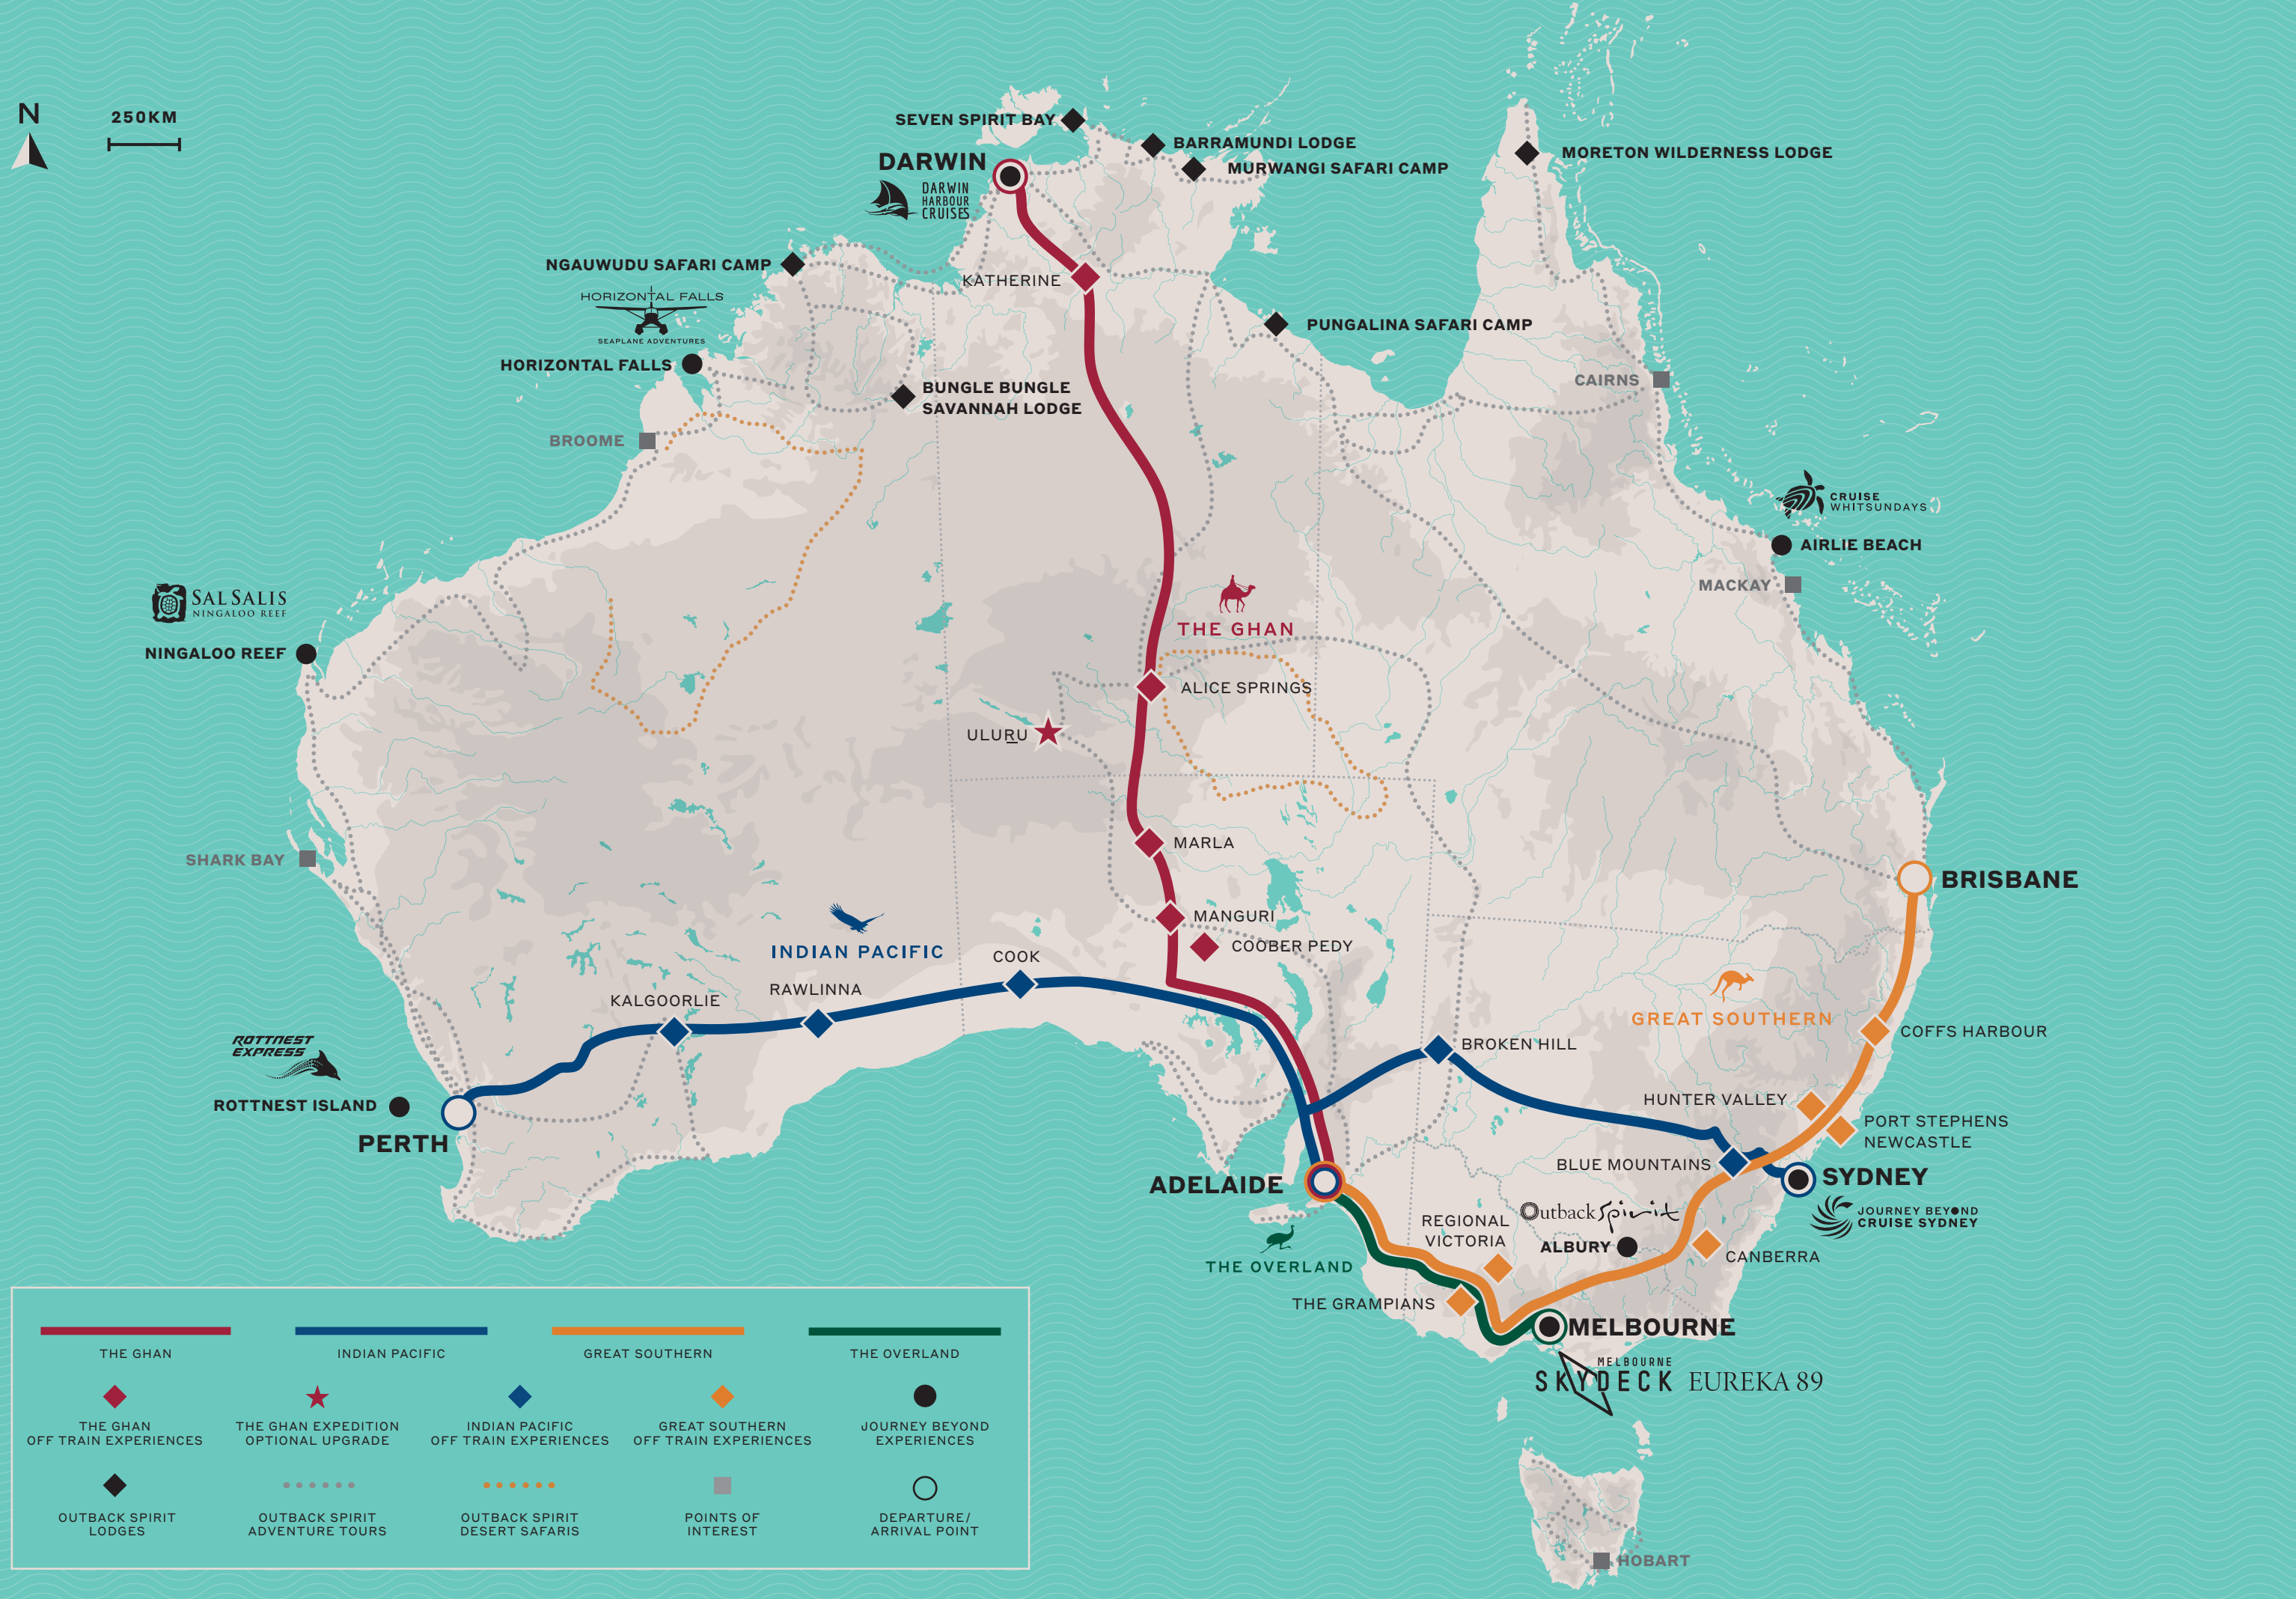 N
250KM
SEVEN SPIRIT BAY
BARRAMUNDI LODGE
MURWANGI SAFARI CAMP
MORETON WILDERNESS LODGE
DARWIN
DARWIN
HARBOUR
CRUISES
NGAUWUDU SAFARI CAMP
KATHERINE
HORIZONTAL FALLS
SEAPLANE ADVENTURES
PUNGALINA SAFARI CAMP
HORIZONTAL FALLS
BUNGLE BUNGLE
SAVANNAH LODGE
CAIRNS
BROOME
CRUISE
WHITSUNDAYS
AIRLIE BEACH
MACKAY
SAL SALIS
NINGALOO REEF
NINGALOO REEF
THE GHAN
ALICE SPRINGS
ULURU
MARLA
SHARK BAY
BRISBANE
MANGURI
COOBER PEDY
INDIAN PACIFIC
COOK
RAWLINNA
KALGOORLIE
GREAT SOUTHERN
COFFS HARBOUR
BROKEN HILL
ROTTNEST
EXPRESS
ROTTNEST ISLAND
PERTH
HUNTER VALLEY
PORT STEPHENS
NEWCASTLE
BLUE MOUNTAINS
SYDNEY
ADELAIDE
JOURNEY BEYOND
CRUISE SYDNEY
Outback Spirit
REGIONAL
VICTORIA
ALBURY
CANBERRA
THE OVERLAND
THE GRAMPIANS
MELBOURNE
MELBOURNE
SKYDECK EUREKA 89
HOBART
THE GHAN
INDIAN PACIFIC
GREAT SOUTHERN
THE OVERLAND
THE GHAN
OFF TRAIN EXPERIENCES
THE GHAN EXPEDITION
OPTIONAL UPGRADE
INDIAN PACIFIC
OFF TRAIN EXPERIENCES
GREAT SOUTHERN
OFF TRAIN EXPERIENCES
JOURNEY BEYOND
EXPERIENCES
OUTBACK SPIRIT
LODGES
OUTBACK SPIRIT
ADVENTURE TOURS
OUTBACK SPIRIT
DESERT SAFARIS
POINTS OF
INTEREST
DEPARTURE/
ARRIVAL POINT